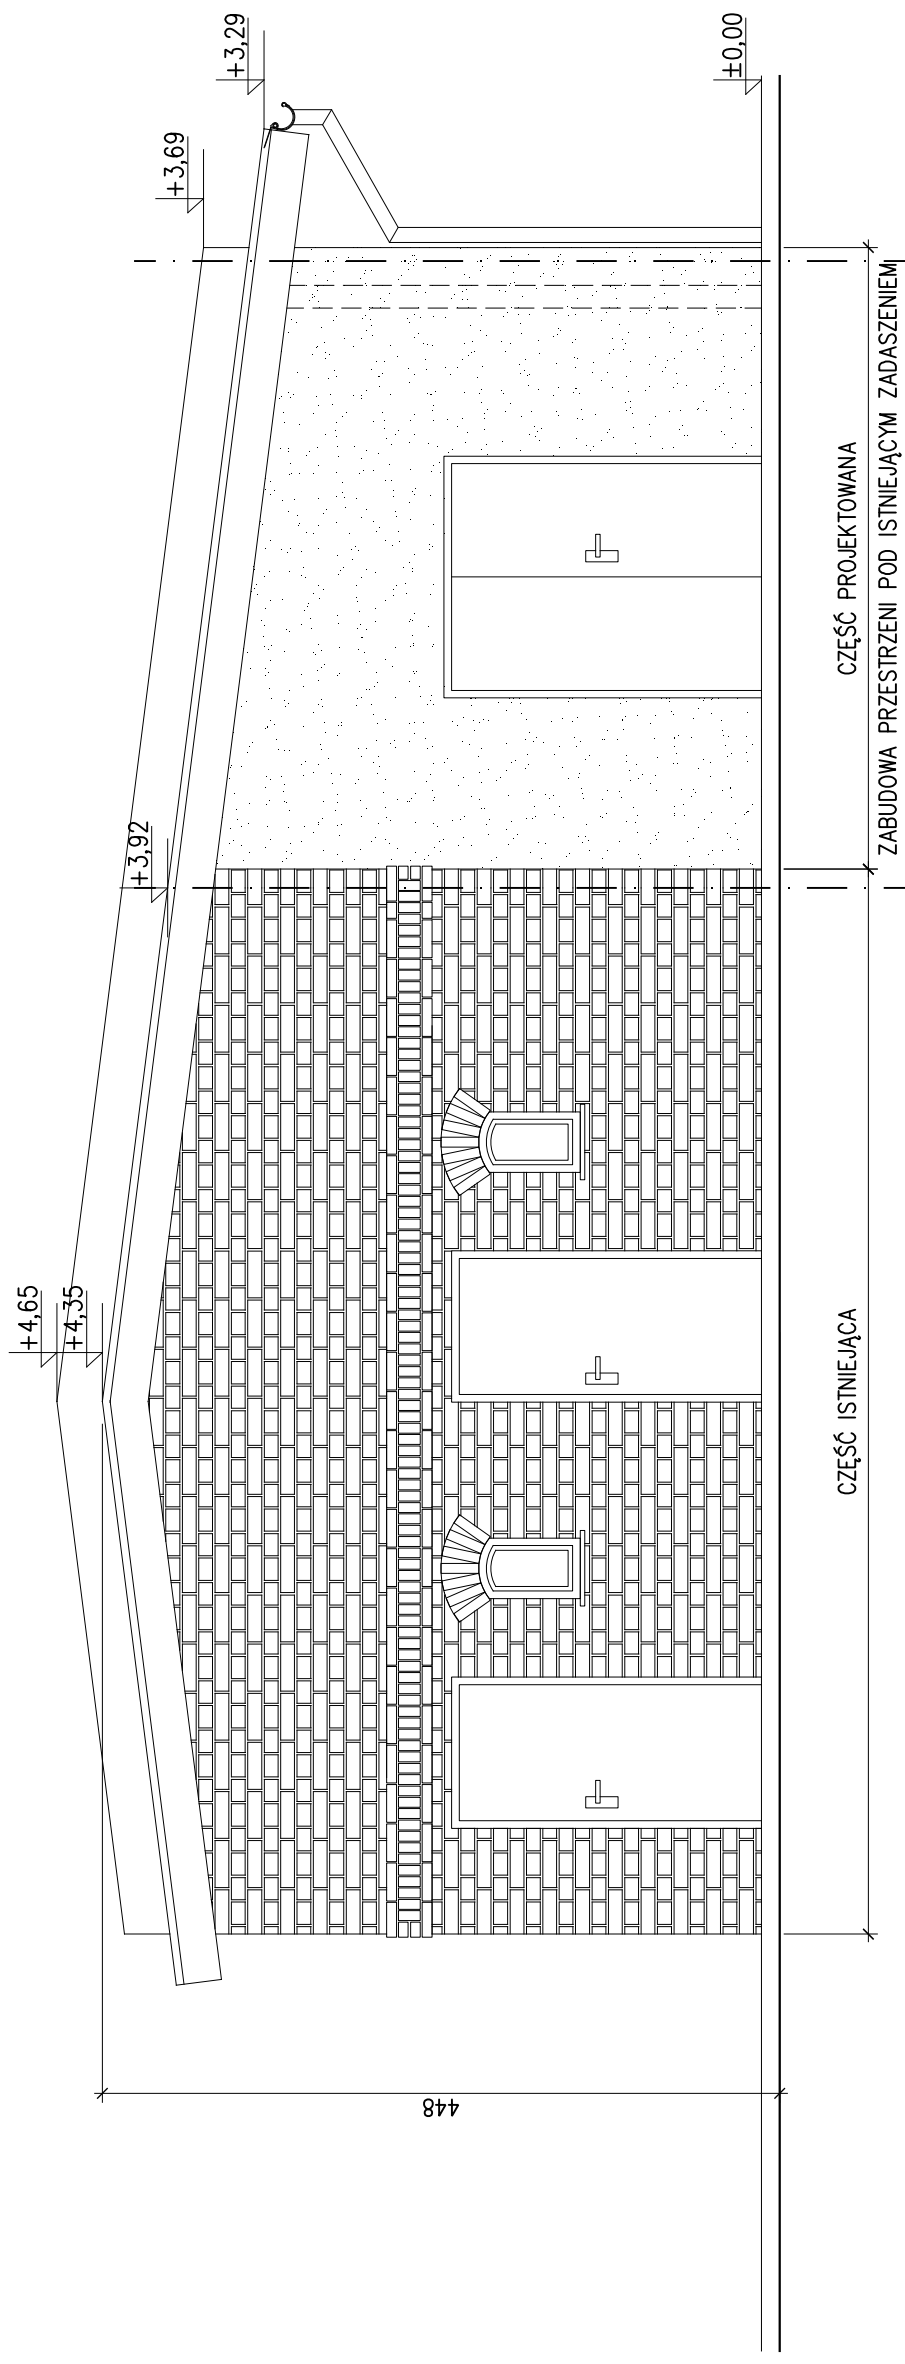 +4,65
+4,35
+3,92
+3,69
+3,29
±0,00
448
CZĘŚĆ ISTNIEJĄCA
CZĘŚĆ PROJEKTOWANA
ZABUDOWA PRZESTRZENI POD ISTNIEJĄCYM ZADASZENIEM